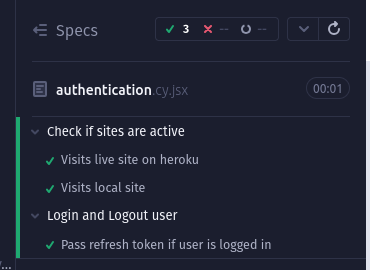 Specs
3 -- --
authentication.cy.jsx
00:01
Check if sites are active
Visits live site on heroku
Visits local site
Login and Logout user
Pass refresh token if user is logged in
...